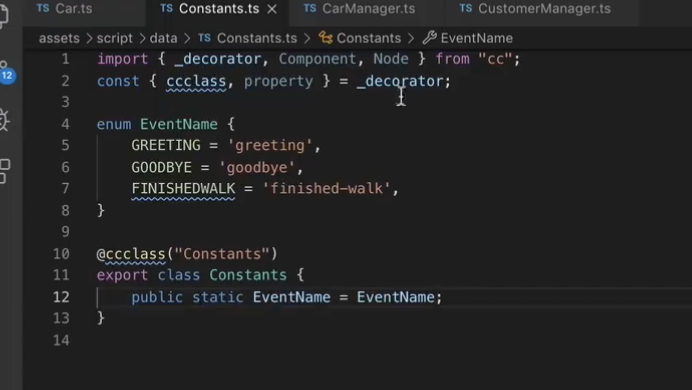 TS Car.ts TS Constants.ts × TS CarManager.ts TS CustomerManager.ts
assets > script > data > TS Constants.ts > Constants > EventName
1 import { _decorator, Component, Node } from "cc";
2 const { ccclass, property } = _decorator;
3
4 enum EventName {
5 GREETING = 'greeting',
6 GOODBYE = 'goodbye',
7 FINISHEDWALK = 'finished-walk',
8 }
9
10 @ccclass("Constants")
11 export class Constants {
12 public static EventName = EventName;
13 }
14
12